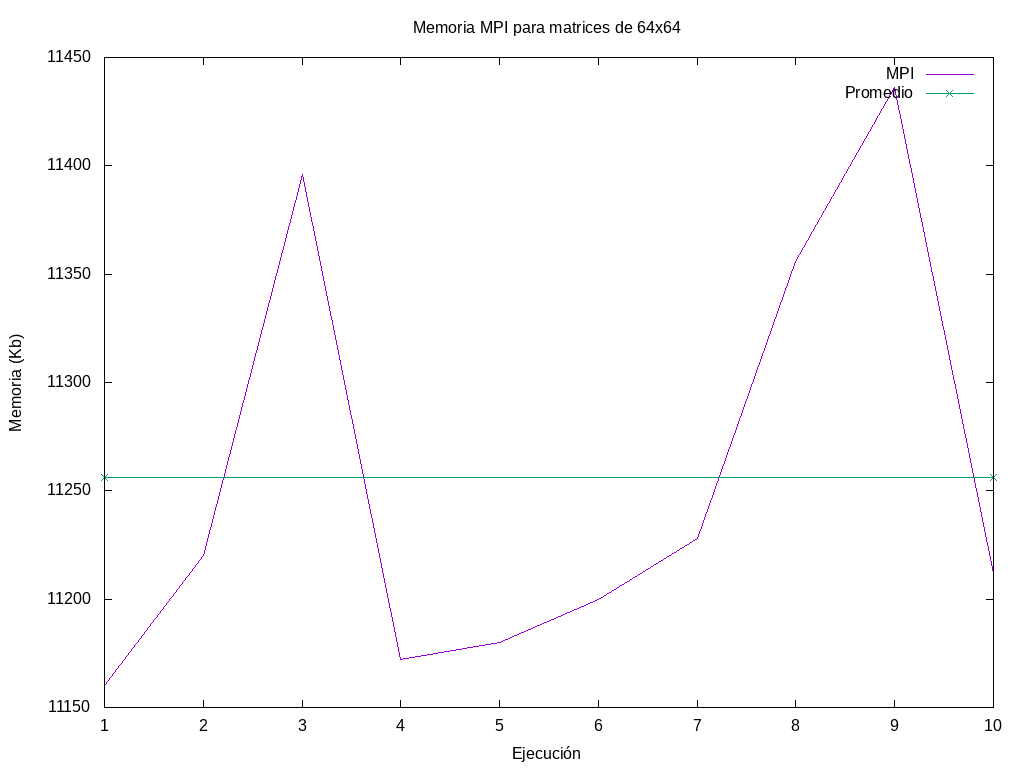 Memoria MPI para matrices de 64x64
MPI
Promedio
11450
11400
11350
11300
11250
11200
11150
Memoria (Kb)
1 2 3 4 5 6 7 8 9 10
Ejecución